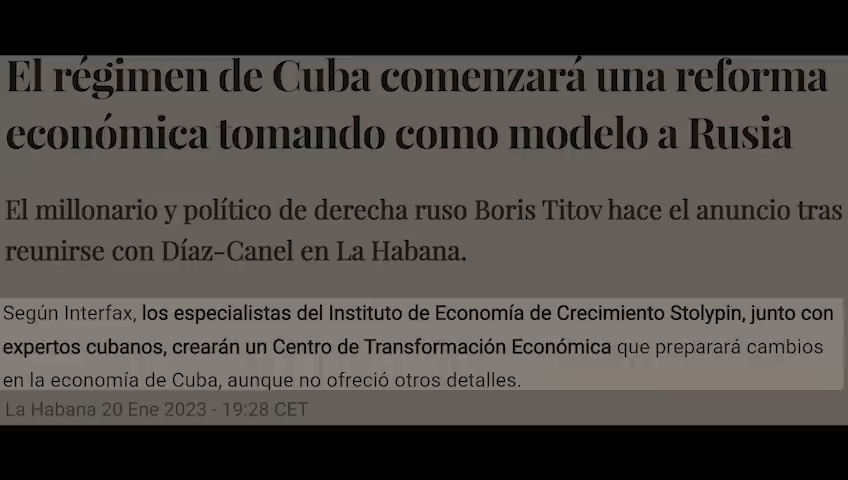 El régimen de Cuba comenzará una reforma
económica tomando como modelo a Rusia
El millonario y político de derecha ruso Boris Titov hace el anuncio tras
reunirse con Díaz-Canel en La Habana.
Según Interfax, los especialistas del Instituto de Economía de Crecimiento Stolypin, junto con
expertos cubanos, crearán un Centro de Transformación Económica que preparará cambios
en la economía de Cuba, aunque no ofreció otros detalles.
La Habana 20 Ene 2023 - 19:28 CET